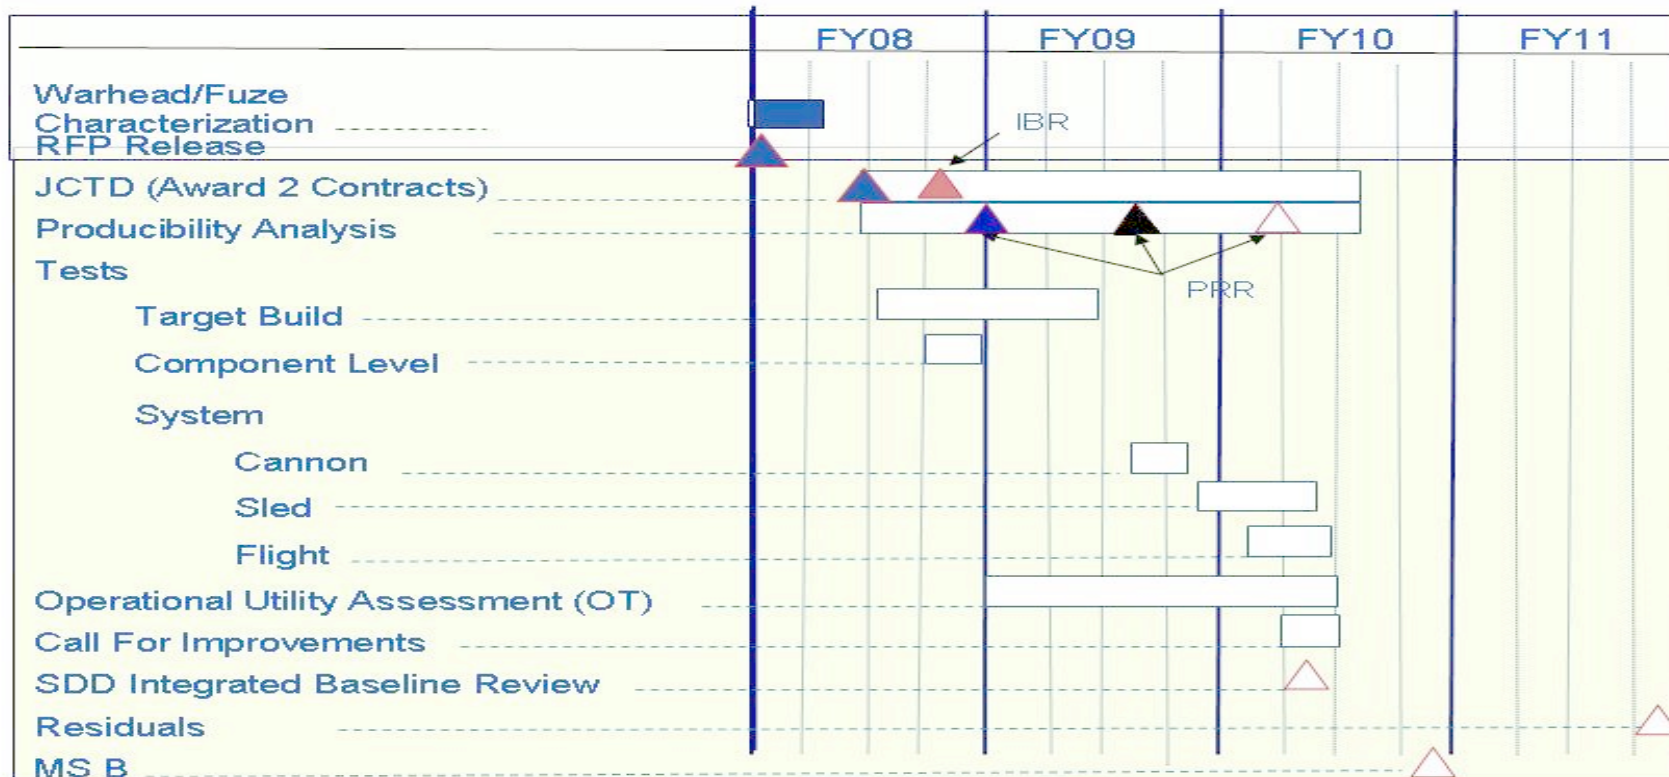 FY08 FY09 FY10 FY11
Warhead/Fuze
Characterization
IBR
RFP Release
JCTD (Award 2 Contracts)
Producibility Analysis
Tests
PRR
Target Build
Component Level
System
Cannon
Sled
Flight
Operational Utility Assessment (OT)
Call For Improvements
SDD Integrated Baseline Review
Residuals
MS B